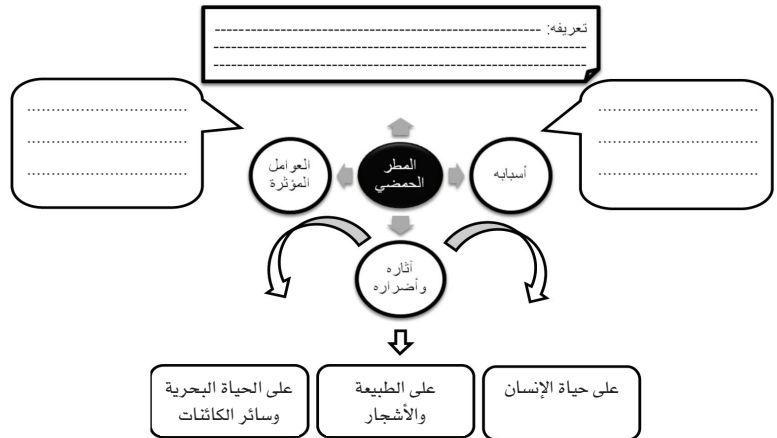 تعريفه:
المطر
الحمضي
أسبابه
العوامل
المؤثرة
آثاره
وأضراره
على حياة الإنسان
على الطبيعة
والأشجار
على الحياة البحرية
وسائر الكائنات